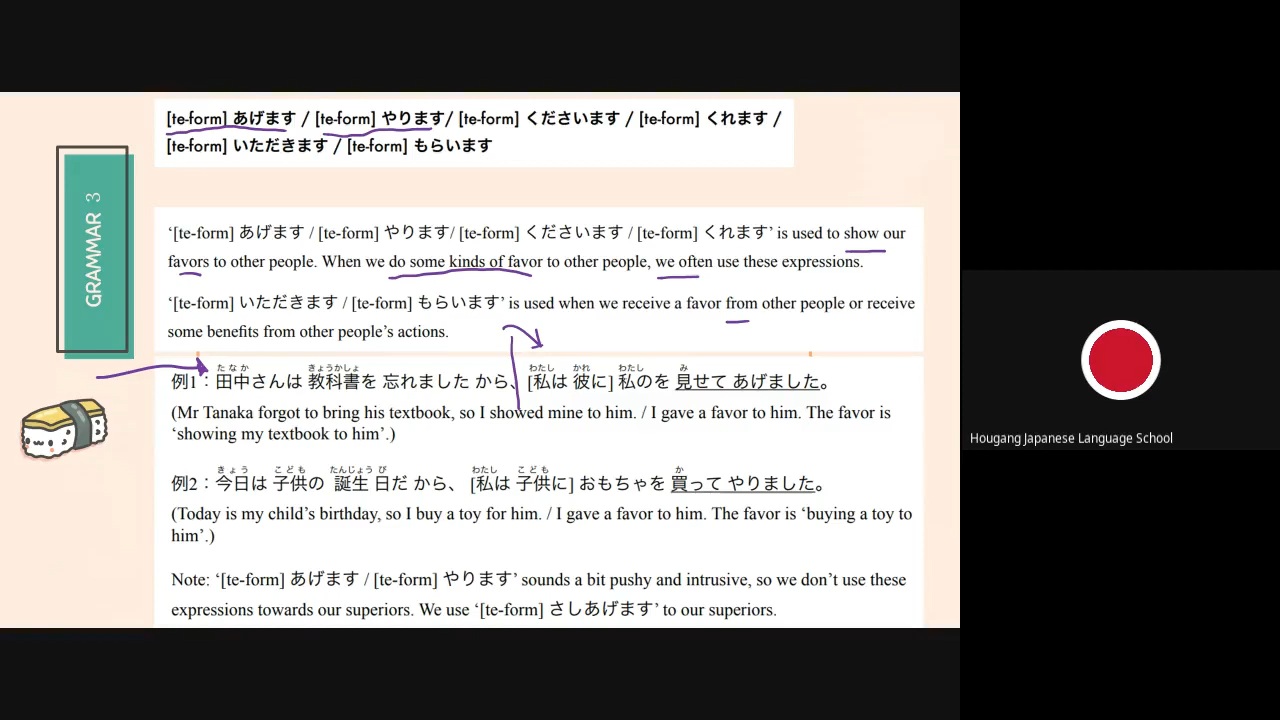 [te-form] あげます / [te-form] やります/ [te-form] くださいます / [te-form] くれます /
[te-form] いただきます / [te-form] もらいます
GRAMMAR 3
‘[te-form] あげます / [te-form] やります/ [te-form] くださいます / [te-form] くれます’ is used to show our
favors to other people. When we do some kinds of favor to other people, we often use these expressions.
‘[te-form] いただきます / [te-form] もらいます’ is used when we receive a favor from other people or receive
some benefits from other people’s actions.
たなか きょうかしょ わす わたし かれ わたし み
例1：田中さんは 教科書を 忘れました から、 [私は 彼に] 私のを 見せて あげました。
(Mr Tanaka forgot to bring his textbook, so I showed mine to him. / I gave a favor to him. The favor is
‘showing my textbook to him’.)
きょう こども たんじょう び わたし こども か
例2：今日は 子供の 誕生 日だ から、 [私は 子供に] おもちゃを 買って やりました。
(Today is my child’s birthday, so I buy a toy for him. / I gave a favor to him. The favor is ‘buying a toy to
him’.)
Note: ‘[te-form] あげます / [te-form] やります’ sounds a bit pushy and intrusive, so we don’t use these
expressions towards our superiors. We use ‘[te-form] さしあげます’ to our superiors.
Hougang Japanese Language School